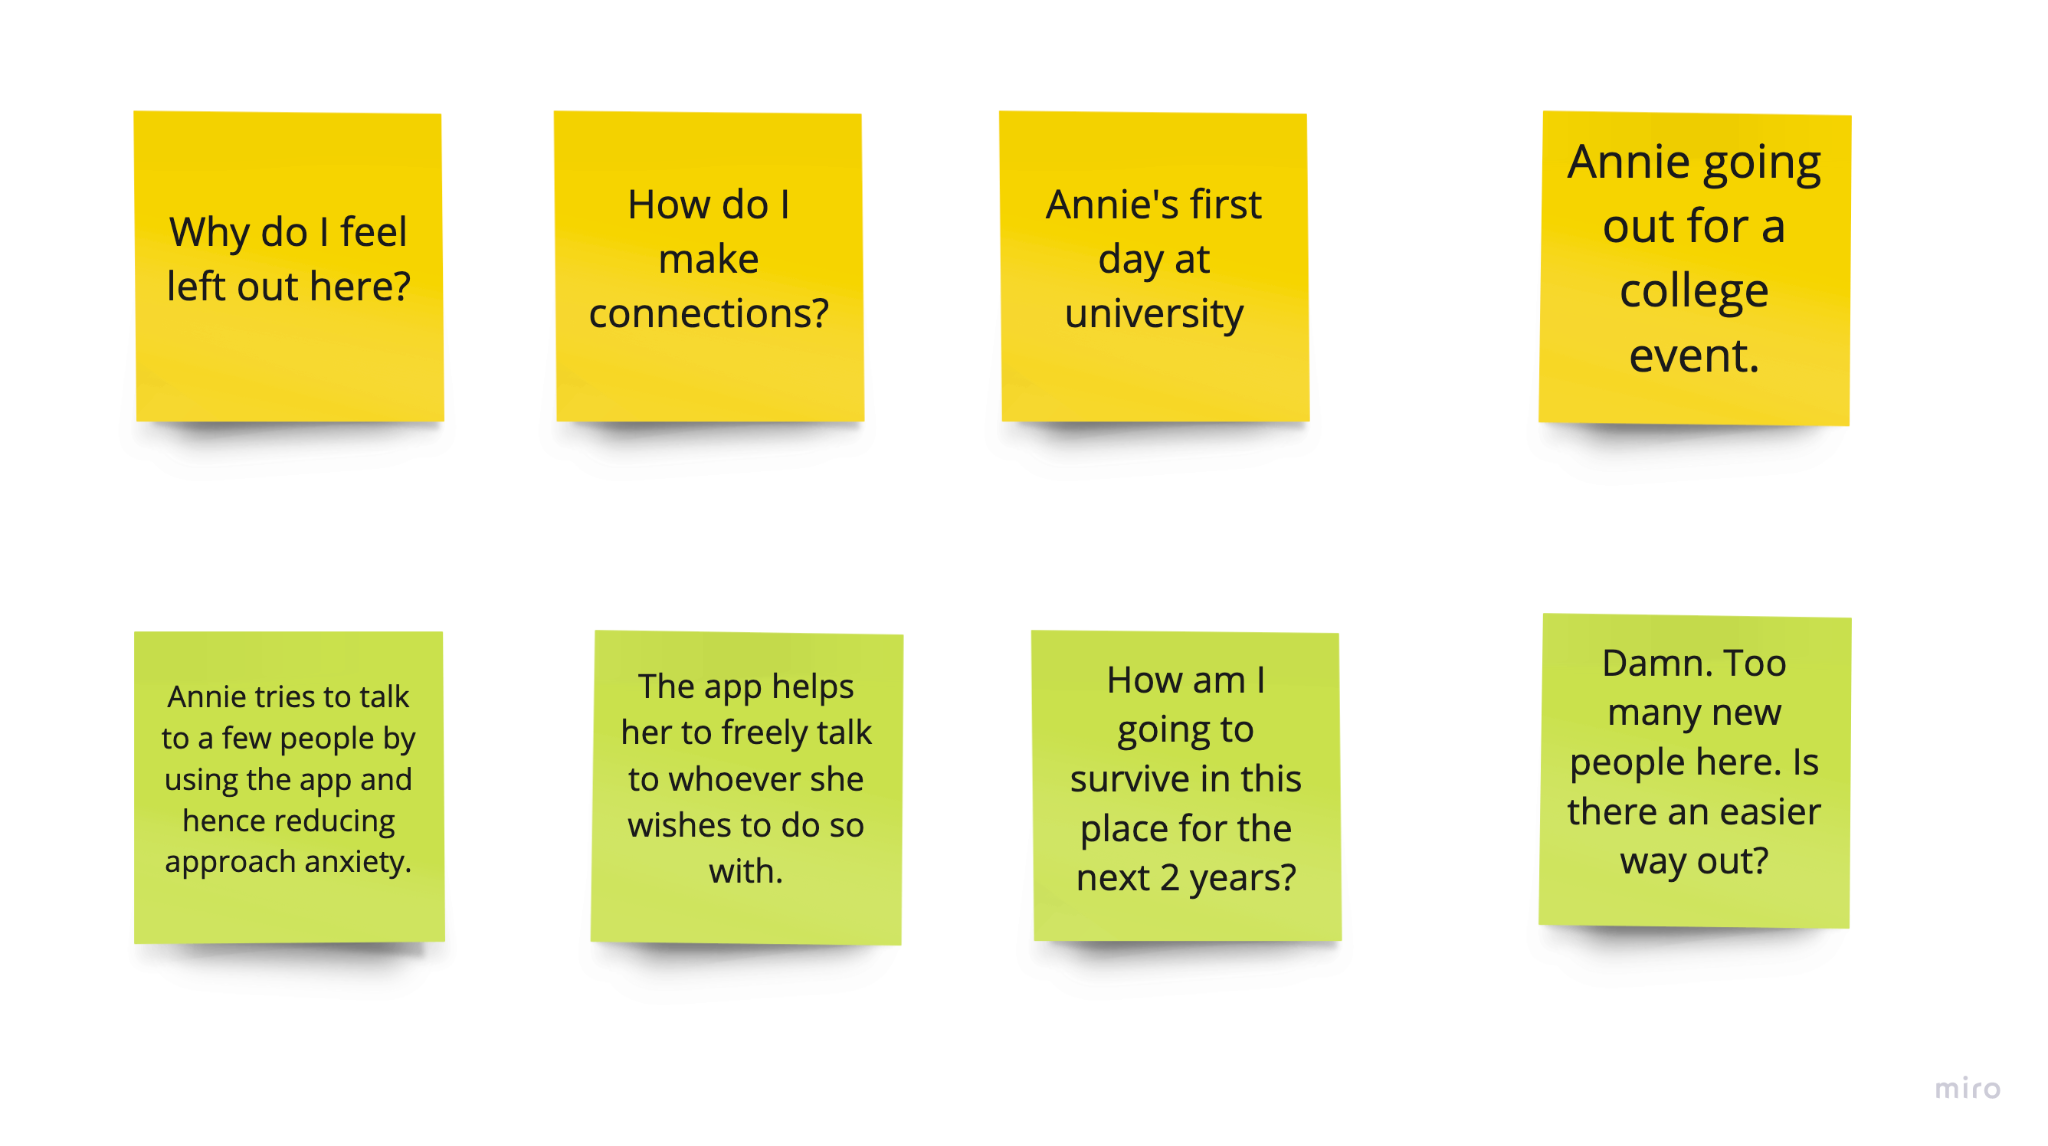 Why do I feel
left out here?
How do I
make
connections?
Annie's first
day at
university
Annie going
out for a
college
event.
Annie tries to talk
to a few people by
using the app and
hence reducing
approach anxiety.
The app helps
her to freely talk
to whoever she
wishes to do so
with.
How am I
going to
survive in this
place for the
next 2 years?
Damn. Too
many new
people here. Is
there an easier
way out?
miro